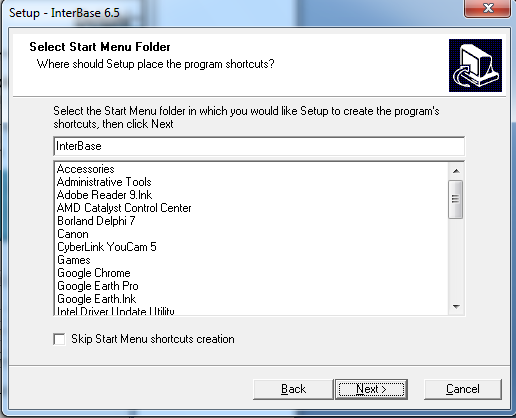 Setup - InterBase 6.5
Select Start Menu Folder
Where should Setup place the program shortcuts?
Select the Start Menu folder in which you would like Setup to create the program's
shortcuts, then click Next
InterBase
Accessories
Administrative Tools
Adobe Reader 9.lnk
AMD Catalyst Control Center
Borland Delphi 7
Canon
CyberLink YouCam 5
Games
Google Chrome
Google Earth Pro
Google Earth.lnk
Intel Driver Update Utility
Skip Start Menu shortcuts creation
Back
Next >
Cancel